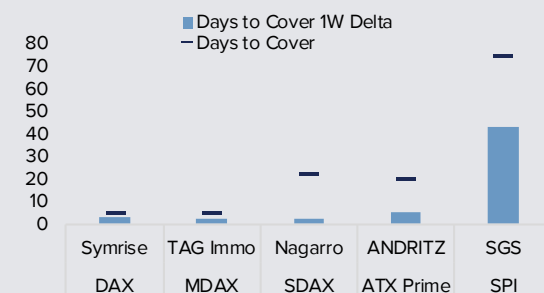 Days to Cover 1W Delta
Days to Cover
80
70
60
50
40
30
20
10
0
Symrise TAG Immo Nagarro ANDRITZ SGS
DAX MDAX SDAX ATX Prime SPI